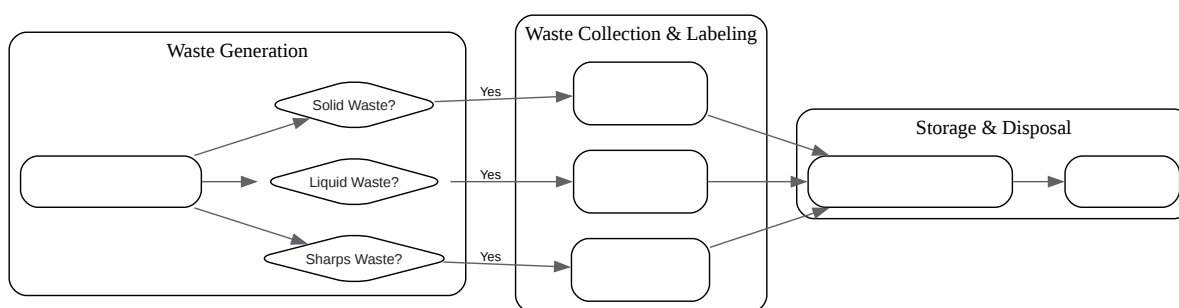 Waste Generation
Solid Waste?
Liquid Waste?
Sharps Waste?
Yes
Yes
Yes
Waste Collection & Labeling
Storage & Disposal